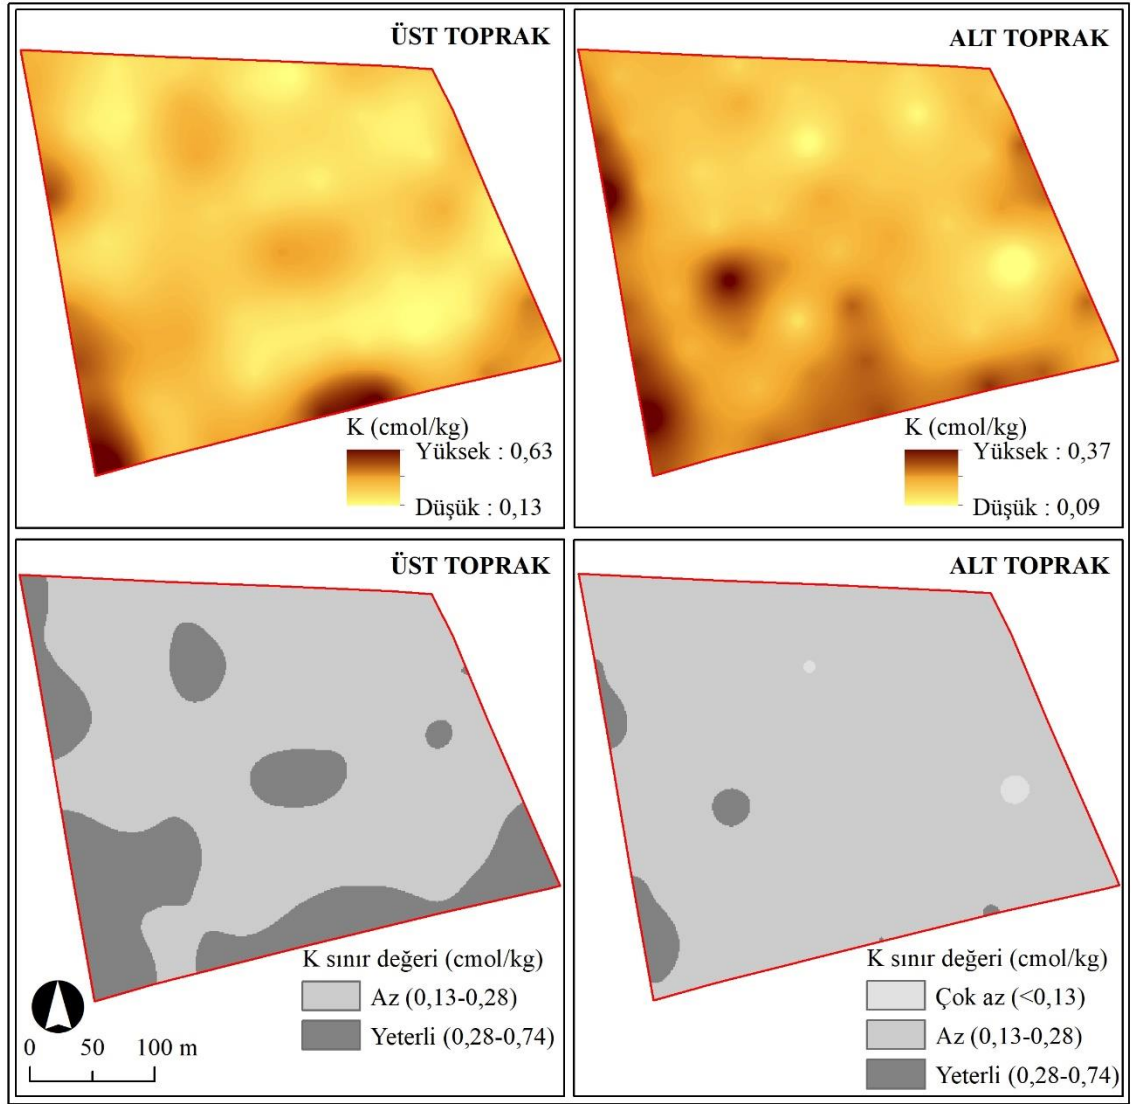 ÜST TOPRAK
K (cmol/kg)
Yüksek : 0,63
Düşük : 0,13
ALT TOPRAK
K (cmol/kg)
Yüksek : 0,37
Düşük : 0,09
ÜST TOPRAK
K sınır değeri (cmol/kg)
Az (0,13-0,28)
Yeterli (0,28-0,74)
0 50 100 m
ALT TOPRAK
K sınır değeri (cmol/kg)
Çok az (<0,13)
Az (0,13-0,28)
Yeterli (0,28-0,74)